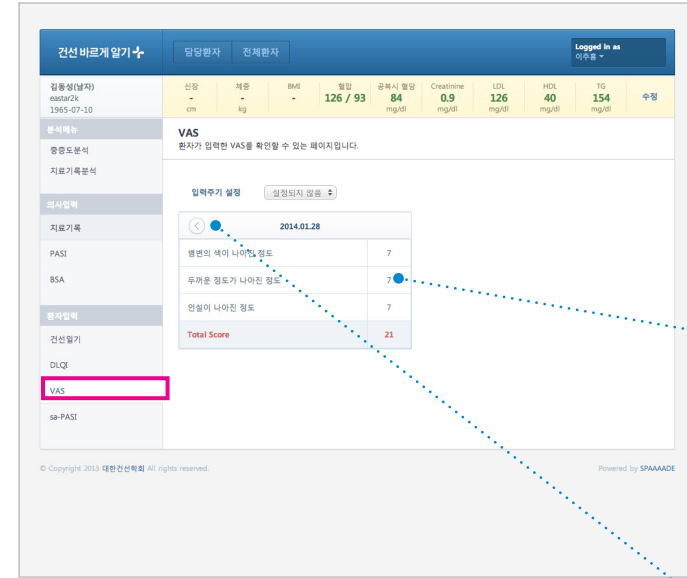 건선 바르게 알기
담당환자 전체환자
Logged in as
이주흥
김동성(남자)
eastar2k
1965-07-10
신장 체중 BMI 혈압 공복시 혈당 Creatinine LDL HDL TG
- - - 126 / 93 84 0.9 126 40 154 수정
cm kg mg/dl mg/dl mg/dl mg/dl mg/dl
분석메뉴
중증도분석
치료기록분석
의사입력
치료기록
PASI
BSA
환자입력
건선일기
DLQI
VAS
sa-PASI
VAS
환자가 입력한 VAS를 확인할 수 있는 페이지입니다.
입력주기 설정 설정되지 않음
2014.01.28
병변의 색이 나아진 정도 7
두꺼운 정도가 나아진 정도 7
인설이 나아진 정도 7
Total Score 21
© Copyright 2013 대한건선학회 All rights reserved.
Powered by SPAAAADE